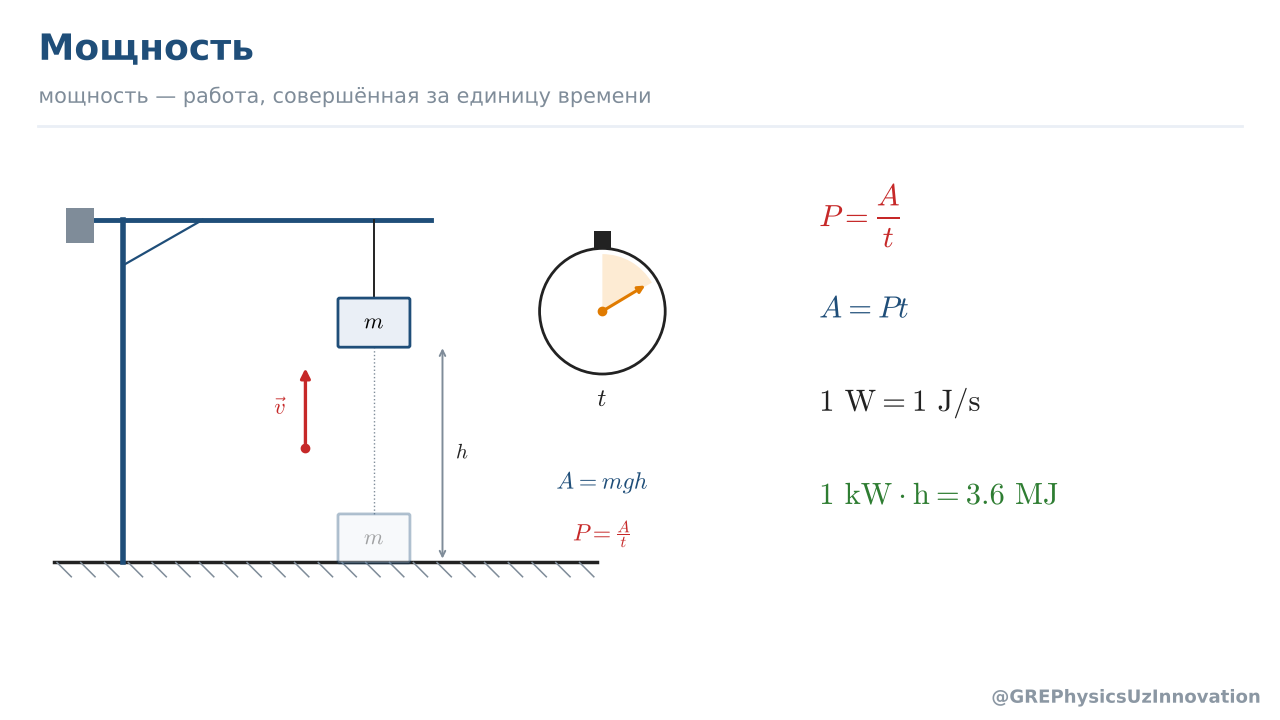 Мощность
мощность — работа, совершённая за единицу времени
m
v⃗
h
m
t
A = mgh
P = A/t
P = A/t
A = Pt
1 W = 1 J/s
1 kW · h = 3.6 MJ
@GREPhysicsUzInnovation